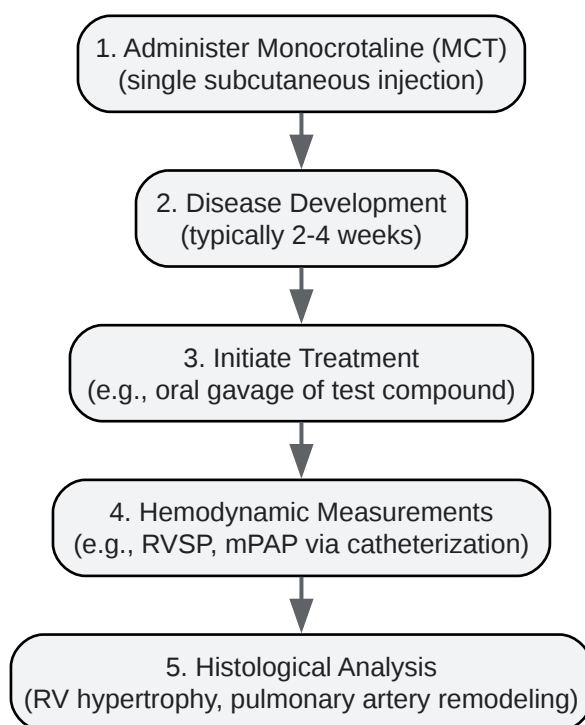 1. Administer Monocrotaline (MCT)
(single subcutaneous injection)
2. Disease Development
(typically 2-4 weeks)
3. Initiate Treatment
(e.g., oral gavage of test compound)
4. Hemodynamic Measurements
(e.g., RVSP, mPAP via catheterization)
5. Histological Analysis
(RV hypertrophy, pulmonary artery remodeling)